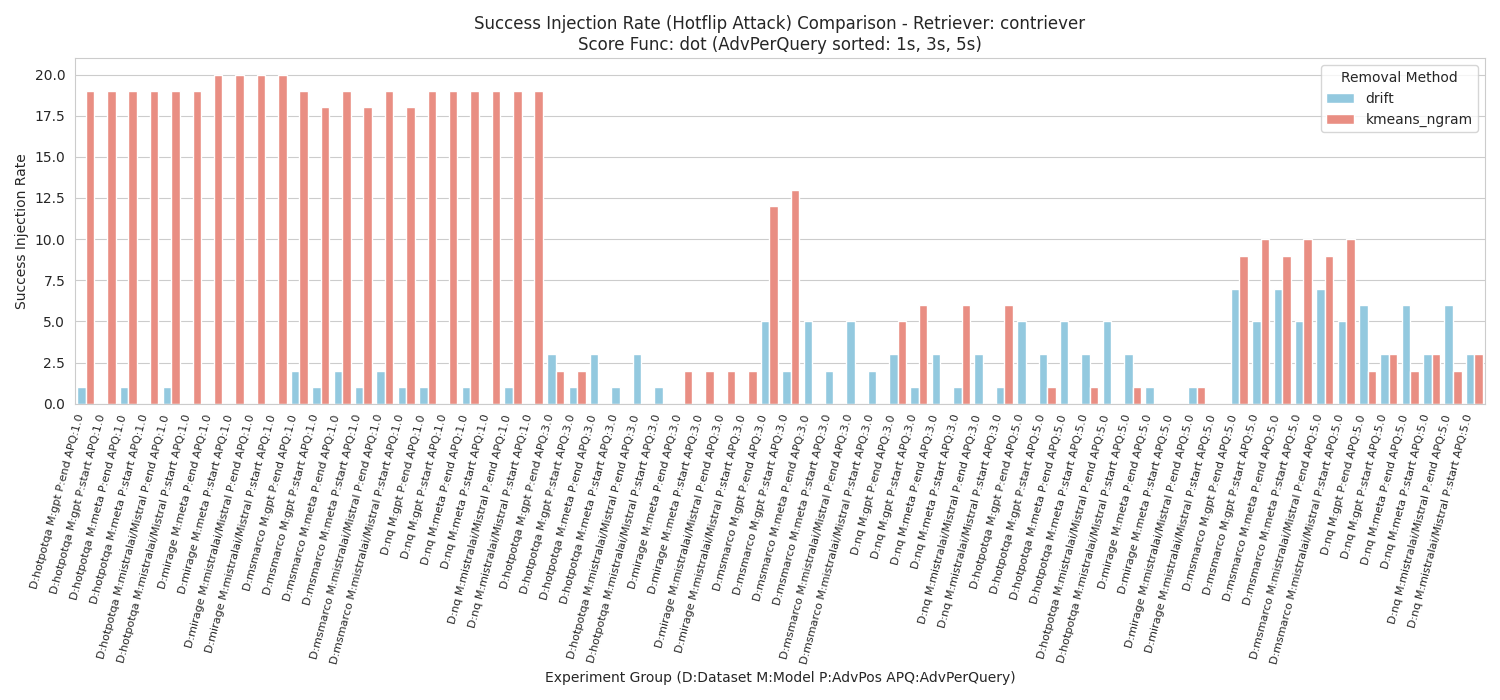 Success Injection Rate (Hotflip Attack) Comparison - Retriever: contriever
Score Func: dot (AdvPerQuery sorted: 1s, 3s, 5s)
Removal Method
drift
kmeans_ngram
Success Injection Rate
20.0
17.5
15.0
12.5
10.0
7.5
5.0
2.5
0.0
D:hotpotqa M:gpt P:end APQ:1.0
D:hotpotqa M:gpt P:start APQ:1.0
D:hotpotqa M:meta P:end APQ:1.0
D:hotpotqa M:meta P:start APQ:1.0
D:hotpotqa M:mistralai/Mistral P:end APQ:1.0
D:hotpotqa M:mistralai/Mistral P:start APQ:1.0
D:mirage M:meta P:end APQ:1.0
D:mirage M:meta P:start APQ:1.0
D:mirage M:mistralai/Mistral P:end APQ:1.0
D:mirage M:mistralai/Mistral P:start APQ:1.0
D:msmarco M:gpt P:end APQ:1.0
D:msmarco M:gpt P:start APQ:1.0
D:msmarco M:meta P:end APQ:1.0
D:msmarco M:meta P:start APQ:1.0
D:msmarco M:mistralai/Mistral P:end APQ:1.0
D:msmarco M:mistralai/Mistral P:start APQ:1.0
D:nq M:gpt P:end APQ:1.0
D:nq M:gpt P:start APQ:1.0
D:nq M:meta P:end APQ:1.0
D:nq M:meta P:start APQ:1.0
D:nq M:mistralai/Mistral P:end APQ:1.0
D:nq M:mistralai/Mistral P:start APQ:1.0
D:hotpotqa M:gpt P:end APQ:3.0
D:hotpotqa M:gpt P:start APQ:3.0
D:hotpotqa M:meta P:end APQ:3.0
D:hotpotqa M:meta P:start APQ:3.0
D:hotpotqa M:mistralai/Mistral P:end APQ:3.0
D:hotpotqa M:mistralai/Mistral P:start APQ:3.0
D:mirage M:meta P:end APQ:3.0
D:mirage M:meta P:start APQ:3.0
D:mirage M:mistralai/Mistral P:end APQ:3.0
D:mirage M:mistralai/Mistral P:start APQ:3.0
D:msmarco M:gpt P:end APQ:3.0
D:msmarco M:gpt P:start APQ:3.0
D:msmarco M:meta P:end APQ:3.0
D:msmarco M:meta P:start APQ:3.0
D:msmarco M:mistralai/Mistral P:end APQ:3.0
D:msmarco M:mistralai/Mistral P:start APQ:3.0
D:nq M:gpt P:end APQ:3.0
D:nq M:gpt P:start APQ:3.0
D:nq M:meta P:end APQ:3.0
D:nq M:meta P:start APQ:3.0
D:nq M:mistralai/Mistral P:end APQ:3.0
D:nq M:mistralai/Mistral P:start APQ:3.0
D:hotpotqa M:gpt P:end APQ:5.0
D:hotpotqa M:gpt P:start APQ:5.0
D:hotpotqa M:meta P:end APQ:5.0
D:hotpotqa M:meta P:start APQ:5.0
D:hotpotqa M:mistralai/Mistral P:end APQ:5.0
D:hotpotqa M:mistralai/Mistral P:start APQ:5.0
D:mirage M:meta P:end APQ:5.0
D:mirage M:meta P:start APQ:5.0
D:mirage M:mistralai/Mistral P:end APQ:5.0
D:mirage M:mistralai/Mistral P:start APQ:5.0
D:msmarco M:gpt P:end APQ:5.0
D:msmarco M:gpt P:start APQ:5.0
D:msmarco M:meta P:end APQ:5.0
D:msmarco M:meta P:start APQ:5.0
D:msmarco M:mistralai/Mistral P:end APQ:5.0
D:msmarco M:mistralai/Mistral P:start APQ:5.0
D:nq M:gpt P:end APQ:5.0
D:nq M:gpt P:start APQ:5.0
D:nq M:meta P:end APQ:5.0
D:nq M:meta P:start APQ:5.0
D:nq M:mistralai/Mistral P:end APQ:5.0
D:nq M:mistralai/Mistral P:start APQ:5.0
Experiment Group (D:Dataset M:Model P:AdvPos APQ:AdvPerQuery)